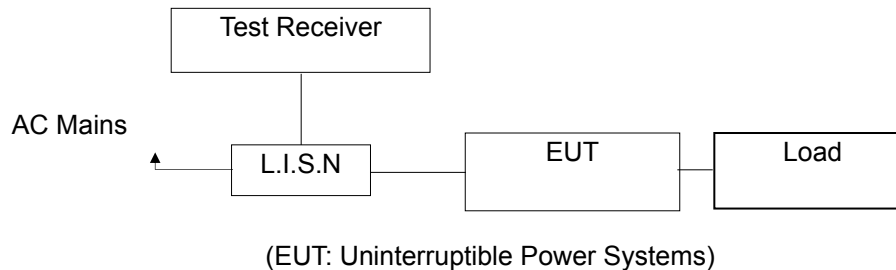 Test Receiver
AC Mains
L.I.S.N
EUT
Load
(EUT: Uninterruptible Power Systems)